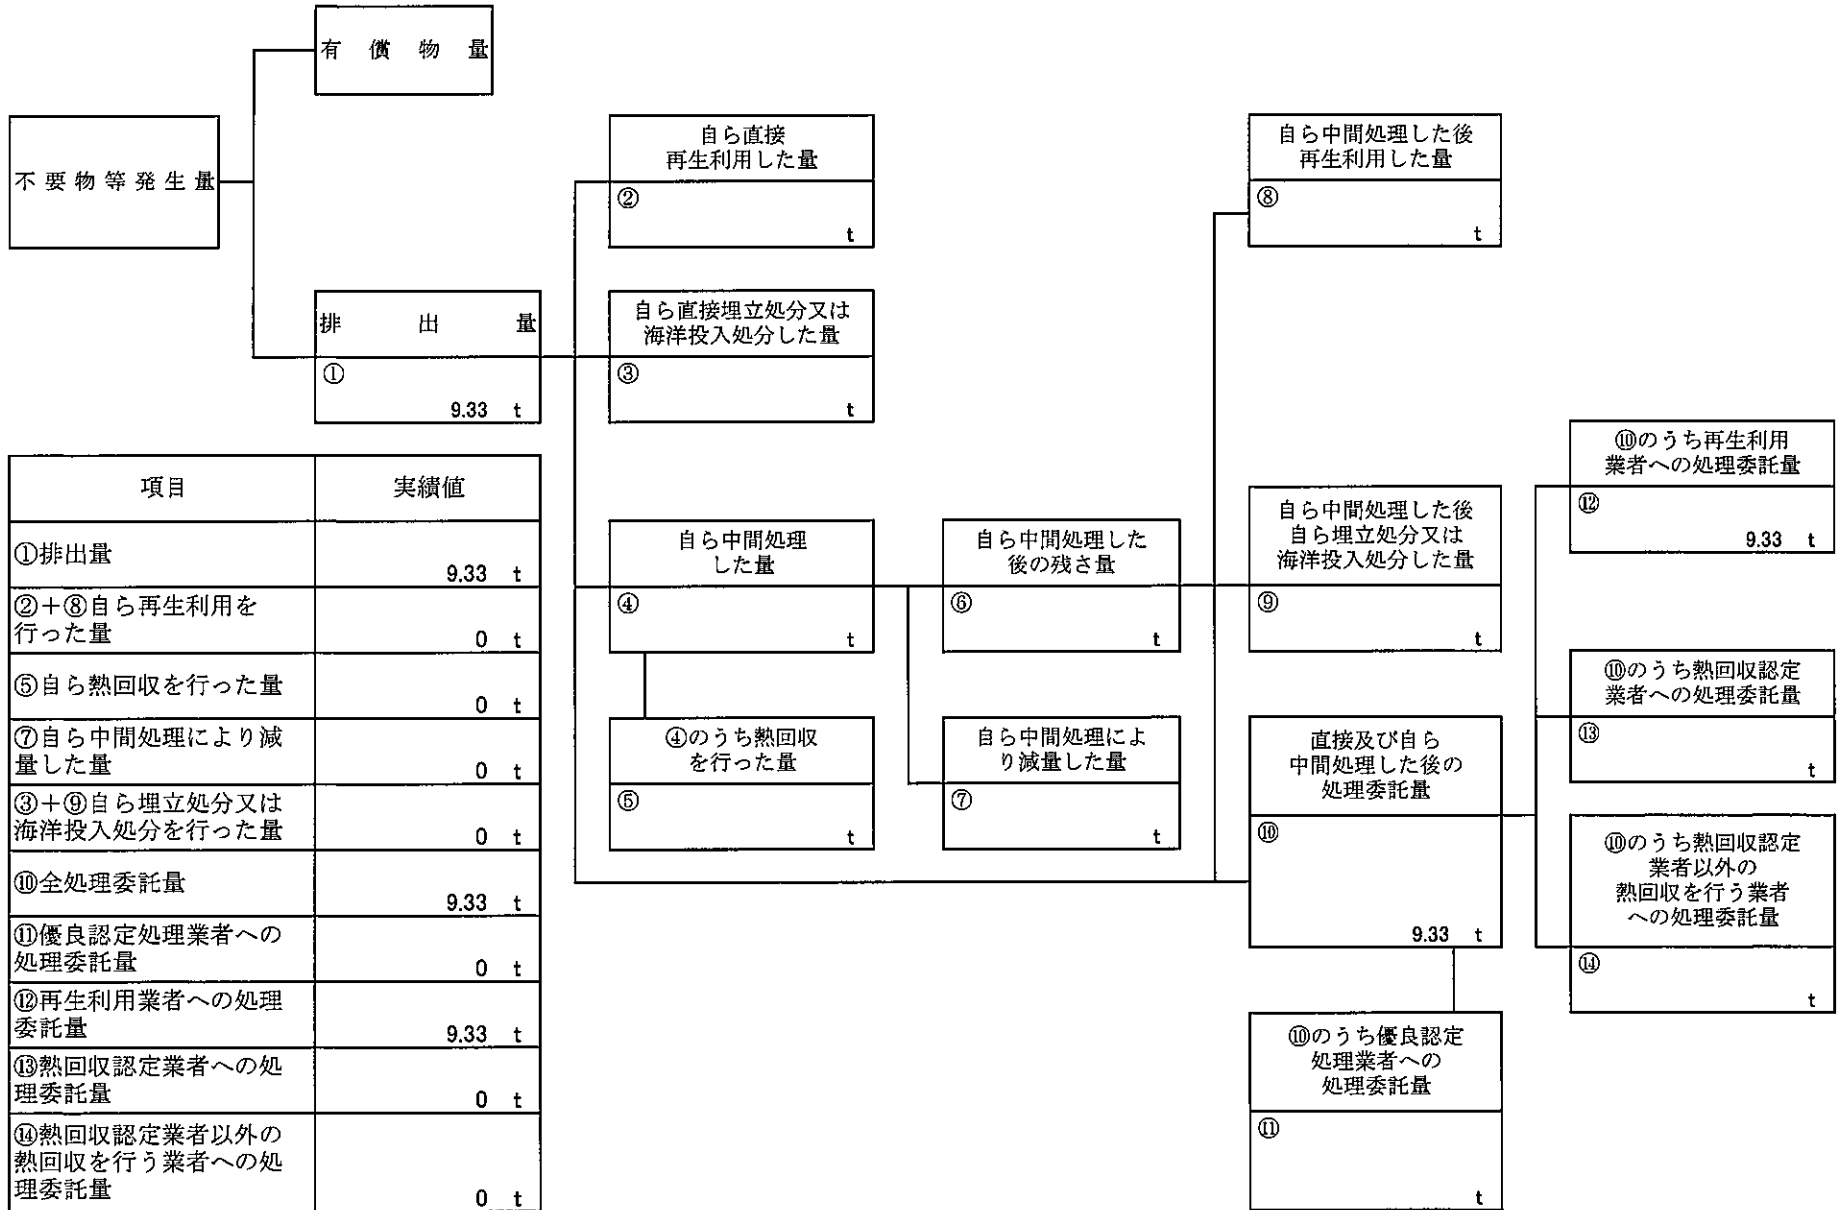 有償物量
不要物等発生量
排出量
①
9.33 t
自ら直接
再生利用した量
②
t
自ら直接埋立処分又は
海洋投入処分した量
③
t
自ら中間処理
した量
④
t
④のうち熱回収
を行った量
⑤
t
自ら中間処理した
後の残さ量
⑥
t
自ら中間処理によ
り減量した量
⑦
t
自ら中間処理した後
再生利用した量
⑧
t
自ら中間処理した後
自ら埋立処分又は
海洋投入処分した量
⑨
t
直接及び自ら
中間処理した後の
処理委託量
⑩
9.33 t
⑩のうち優良認定
処理業者への
処理委託量
⑪
t
⑩のうち再生利用
業者への処理委託量
⑫
9.33 t
⑩のうち熱回収認定
業者への処理委託量
⑬
t
⑩のうち熱回収認定
業者以外の
熱回収を行う業者
への処理委託量
⑭
t
項目 実績値
①排出量
9.33 t
②+⑧自ら再生利用を
行った量
0 t
⑤自ら熱回収を行った量
0 t
⑦自ら中間処理により減
量した量
0 t
③+⑨自ら埋立処分又は
海洋投入処分を行った量
0 t
⑩全処理委託量
9.33 t
⑪優良認定処理業者への
処理委託量
0 t
⑫再生利用業者への処理
委託量
9.33 t
⑬熱回収認定業者への処
理委託量
0 t
⑭熱回収認定業者以外の
熱回収を行う業者への処
理委託量
0 t